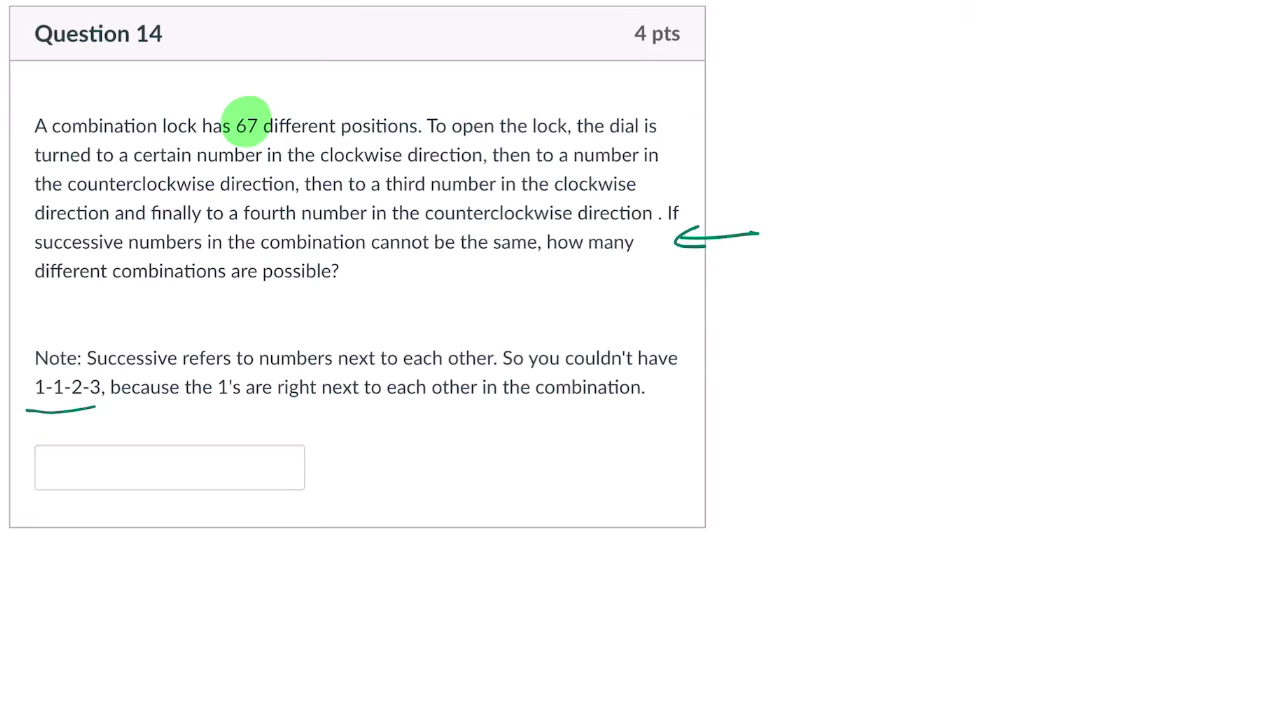 Question 14
4 pts
A combination lock has 67 different positions. To open the lock, the dial is
turned to a certain number in the clockwise direction, then to a number in
the counterclockwise direction, then to a third number in the clockwise
direction and finally to a fourth number in the counterclockwise direction . If
successive numbers in the combination cannot be the same, how many
different combinations are possible?
Note: Successive refers to numbers next to each other. So you couldn't have
1-1-2-3, because the 1's are right next to each other in the combination.